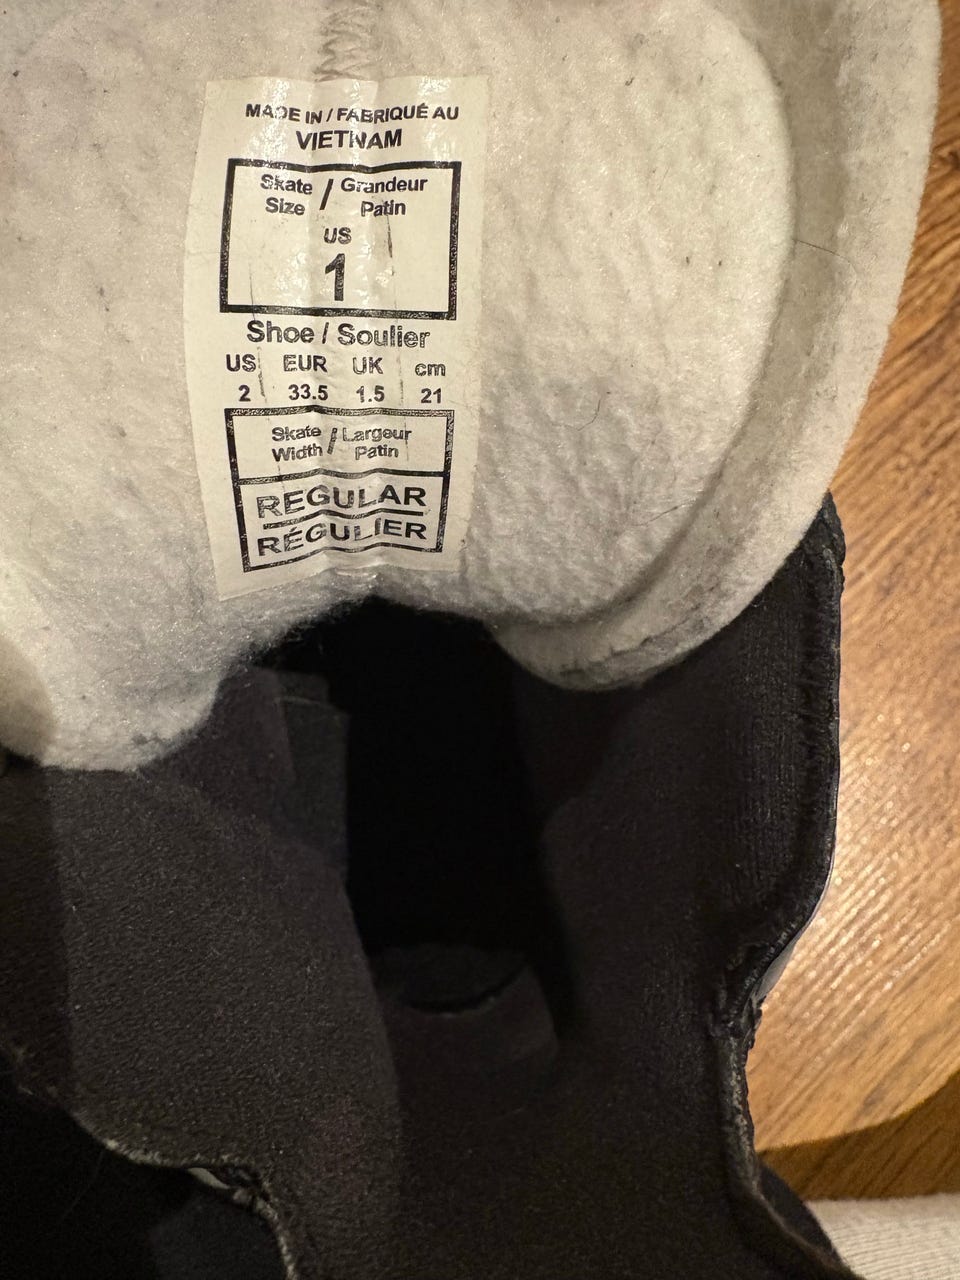 MADE IN / FABRIQUÉ AU
VIETNAM
Skate Size / Grandeur Patin
US
1
Shoe / Soulier
US EUR UK cm
2 33.5 1.5 21
Skate Width / Largeur Patin
REGULAR
RÉGULIER